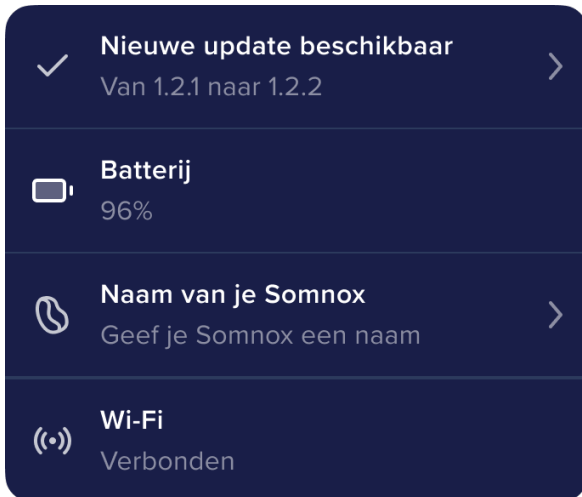 Nieuwe update beschikbaar
Van 1.2.1 naar 1.2.2
Batterij
96%
Naam van je Somnox
Geef je Somnox een naam
Wi-Fi
Verbonden